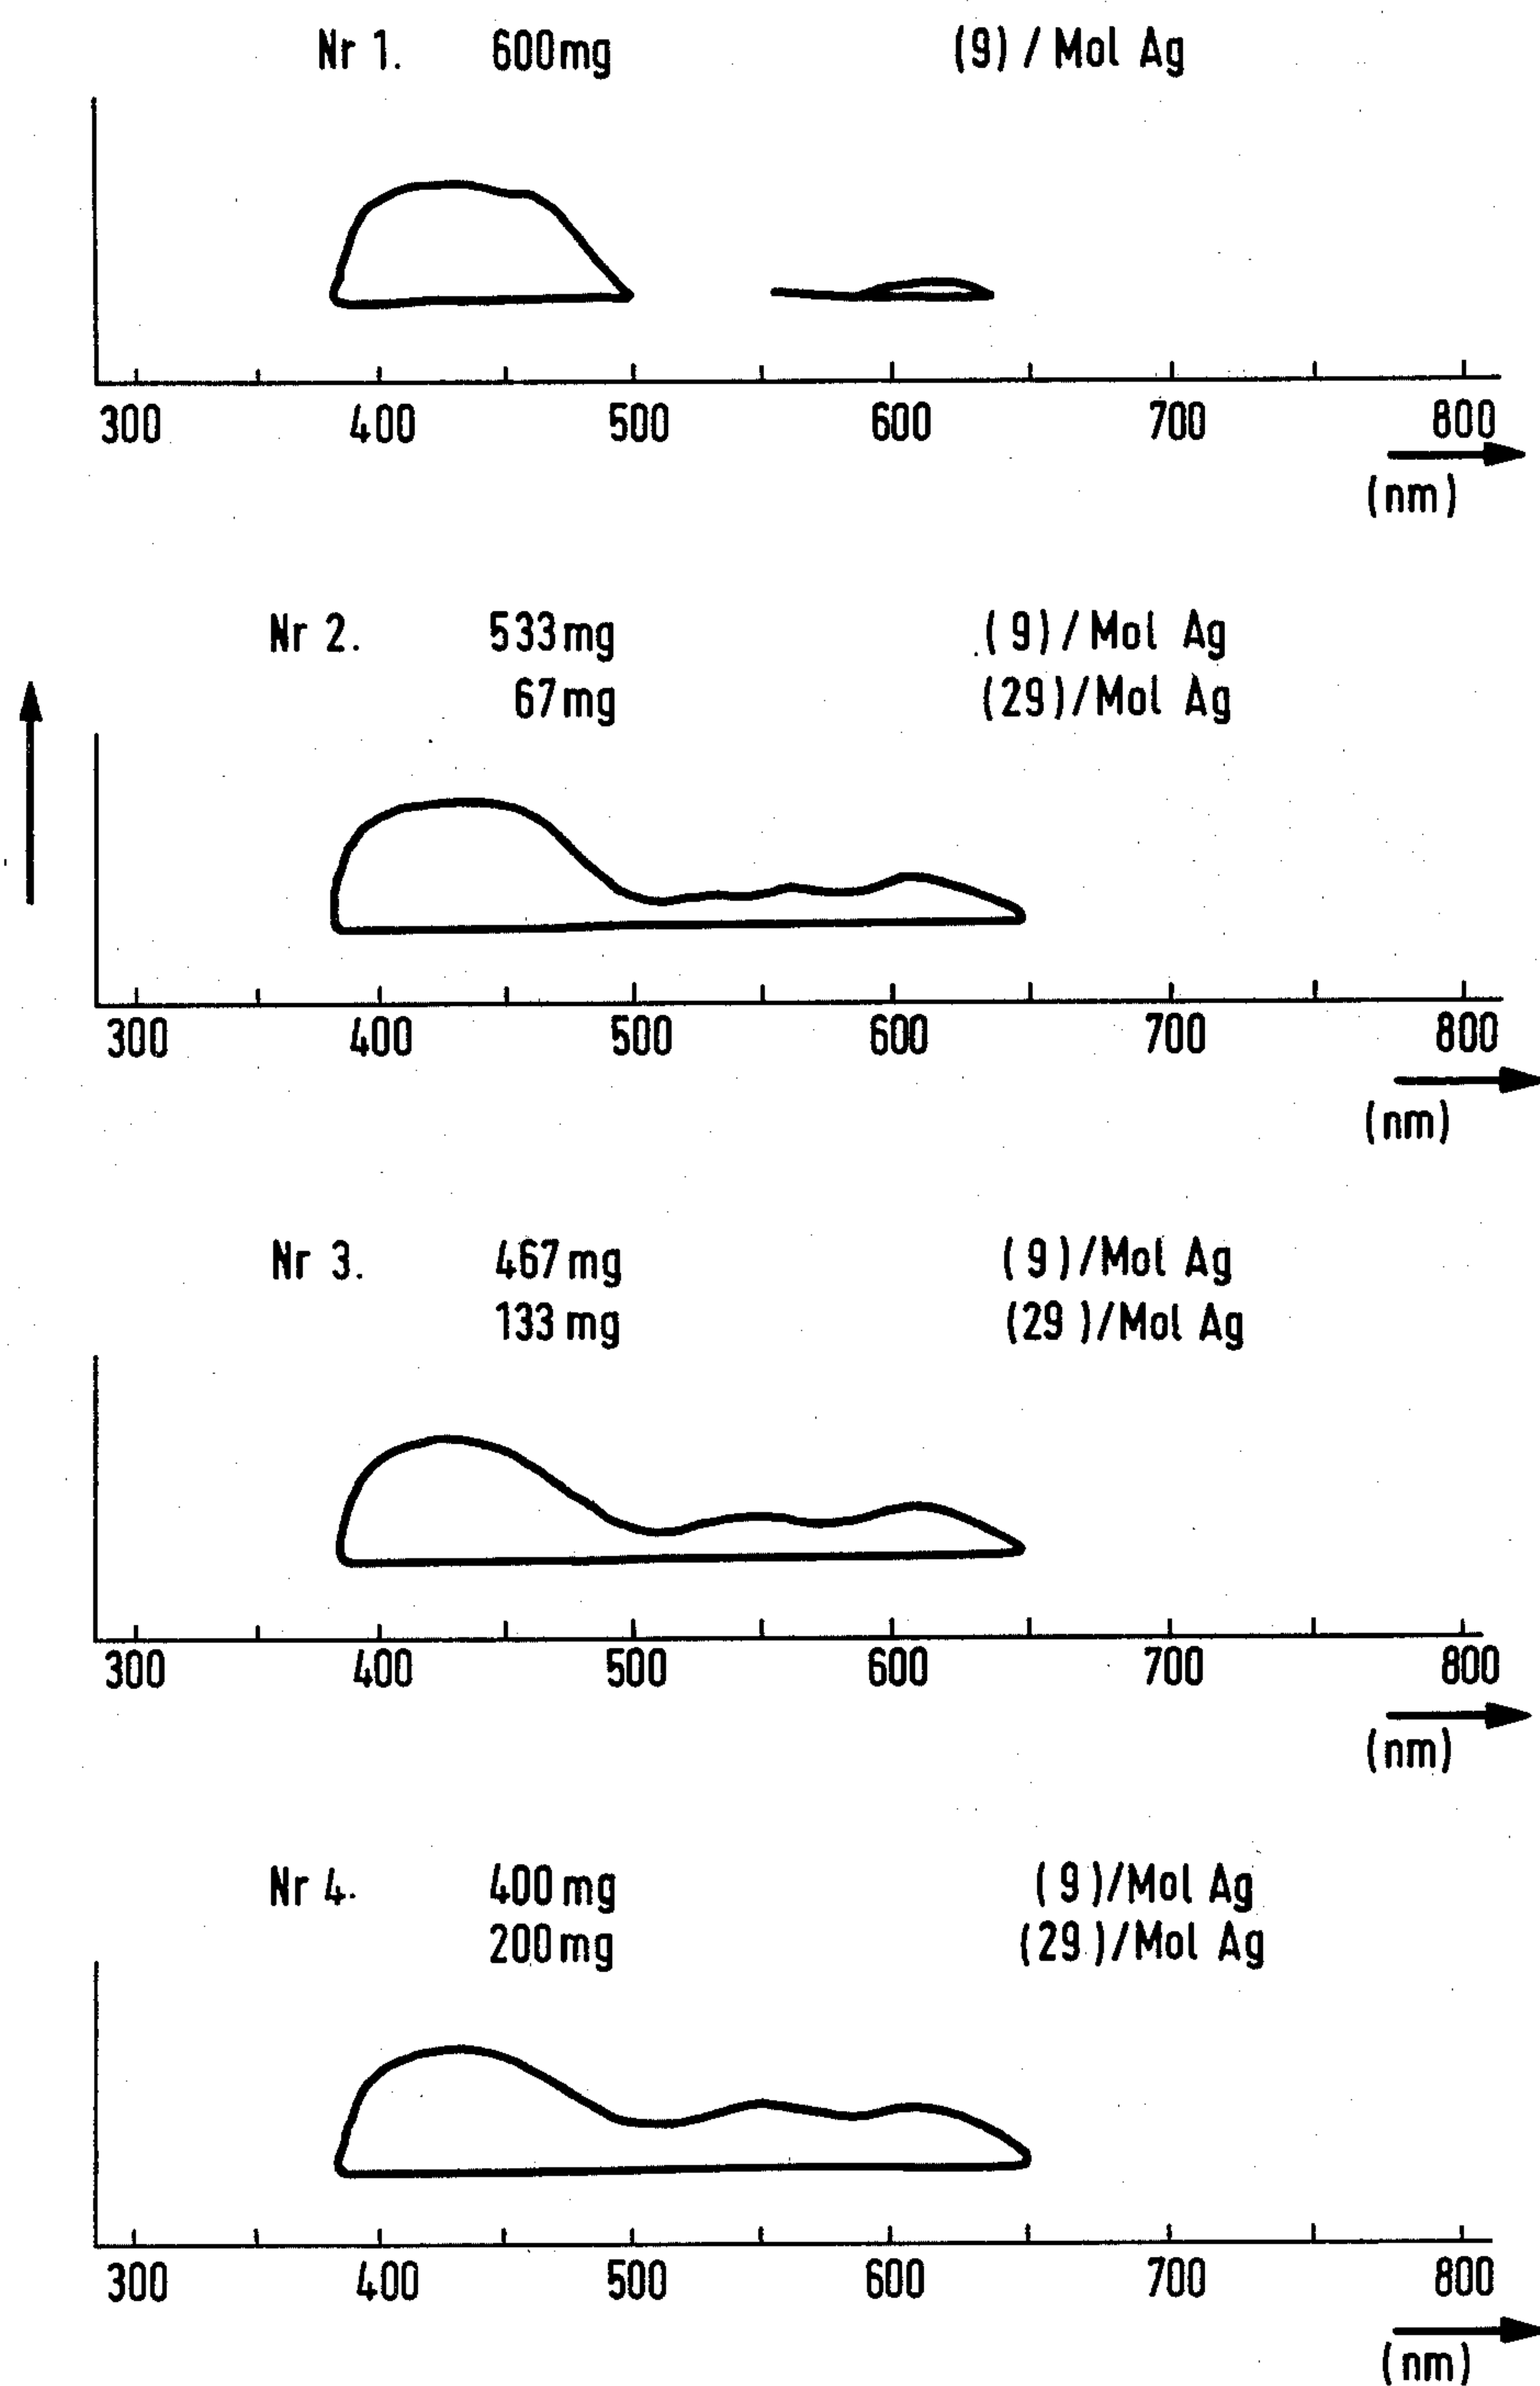 Nr 1. 600mg (9) / Mol Ag
300 400 500 600 700 800
(nm)
Nr 2. 533mg (9)/Mol Ag
67mg (29)/Mol Ag
300 400 500 600 700 800
(nm)
Nr 3. 467mg (9)/Mol Ag
133mg (29)/Mol Ag
300 400 500 600 700 800
(nm)
Nr 4. 400mg (9)/Mol Ag
200mg (29)/Mol Ag
300 400 500 600 700 800
(nm)